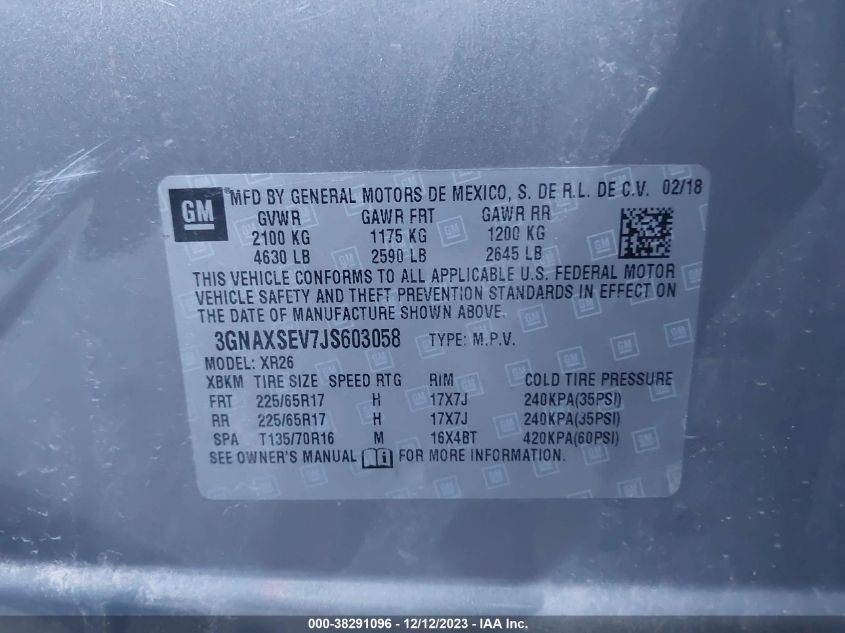 GM
MFD BY GENERAL MOTORS DE MEXICO, S. DE R.L. DE C.V. 02/18
GVWR GAWR FRT GAWR RR
2100 KG 1175 KG 1200 KG
4630 LB 2590 LB 2645 LB
THIS VEHICLE CONFORMS TO ALL APPLICABLE U.S. FEDERAL MOTOR
VEHICLE SAFETY AND THEFT PREVENTION STANDARDS IN EFFECT ON
THE DATE OF MANUFACTURE SHOWN ABOVE.
3GNAXSEV7JS603058 TYPE: M.P.V.
MODEL: XR26
XBKM TIRE SIZE SPEED RTG RIM COLD TIRE PRESSURE
FRT 225/65R17 H 17X7J 240KPA(35PSI)
RR 225/65R17 H 17X7J 240KPA(35PSI)
SPA T135/70R16 M 16X4BT 420KPA(60PSI)
SEE OWNER'S MANUAL FOR MORE INFORMATION.
000-38291096 - 12/12/2023 - IAA Inc.